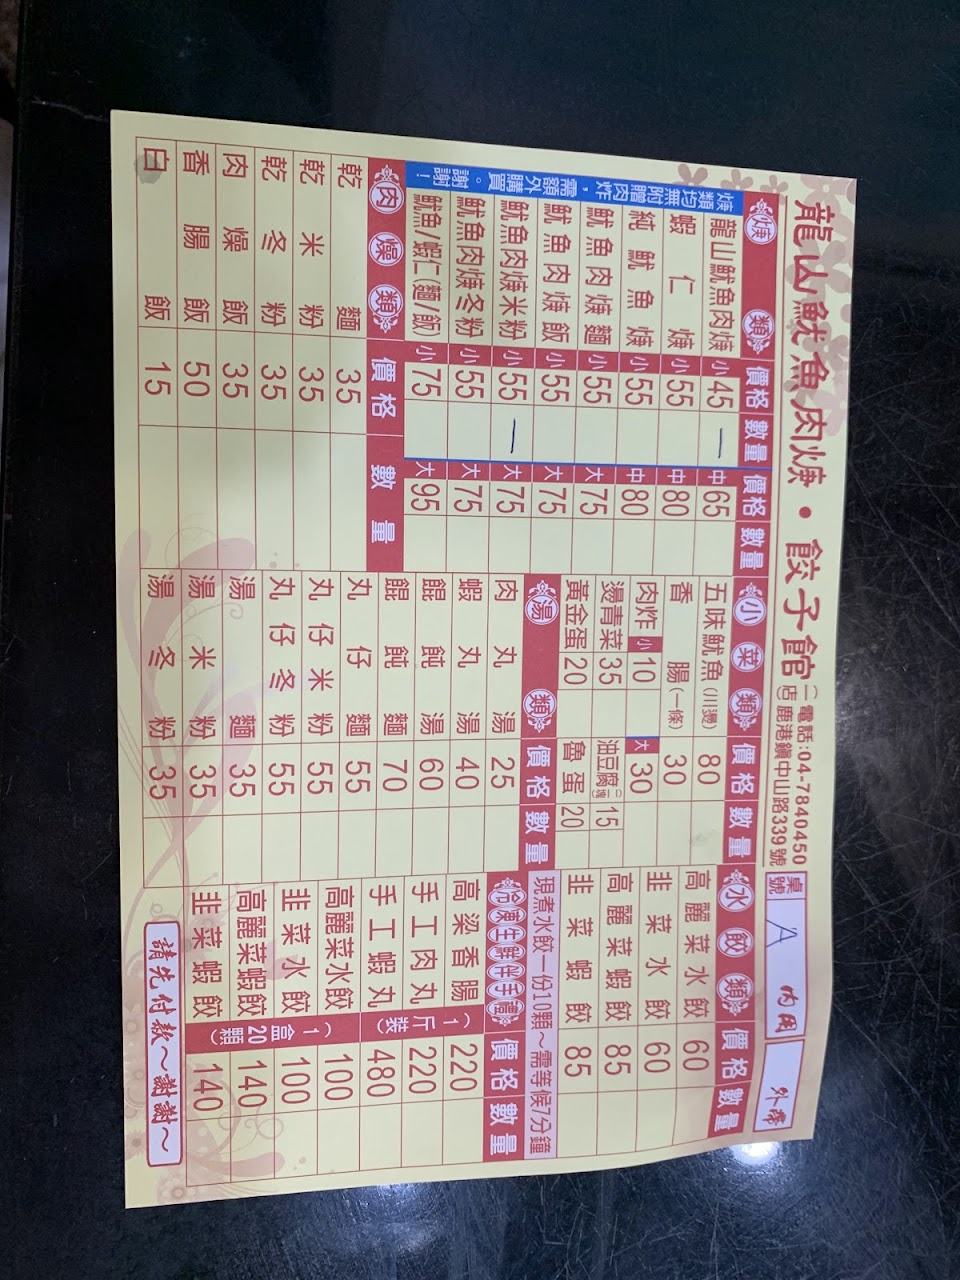 龍山魷魚肉焿•餃子館
電話:04-7840450
店:鹿港鎮中山路339號
桌號 A 內用 外帶
焿類 價格 數量 價格 數量
龍山魷魚肉焿 小45 一 中65
蝦仁焿 小55 中80
純魷魚焿 小55 中80
魷魚肉焿麵 小55 大75
魷魚肉焿飯 小55 大75
魷魚肉焿米粉 小55 一 大75
魷魚肉焿冬粉 小55 大75
魷魚/蝦仁(麵/飯) 小75 大95
焿類均無附贈肉炸，需額外購買。謝謝!
肉燥類 價格 數量
乾麵 35
乾米粉 35
乾冬粉 35
肉燥飯 35
香腸飯 50
白飯 15
小菜類 價格 數量
五味魷魚(川燙) 80
香腸(一條) 30
肉炸 小10 大30
燙青菜 35 油豆腐(一塊) 15
黃金蛋 20 魯蛋 20
湯類 價格 數量
肉丸湯 25
蝦丸湯 40
餛飩湯 60
餛飩麵 70
丸仔麵 55
丸仔米粉 55
丸仔冬粉 55
湯麵 35
湯米粉 35
湯冬粉 35
水餃類 價格 數量
高麗菜水餃 60
韭菜水餃 60
高麗菜蝦餃 85
韭菜蝦餃 85
現煮水餃一份10顆～需等侯7分鐘
冷凍生鮮伴手禮 價格 數量
高梁香腸 (1斤裝) 220
手工肉丸 220
手工蝦丸 480
高麗菜水餃 (1盒20顆) 100
韭菜水餃 100
高麗菜蝦餃 140
韭菜蝦餃 140
請先付款～謝謝～